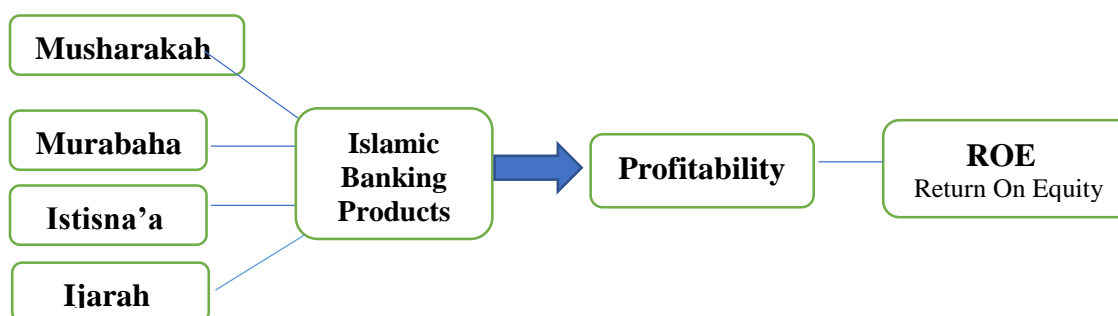 Musharakah
Murabaha
Istisna’a
Ijarah
Islamic
Banking
Products
Profitability
ROE
Return On Equity